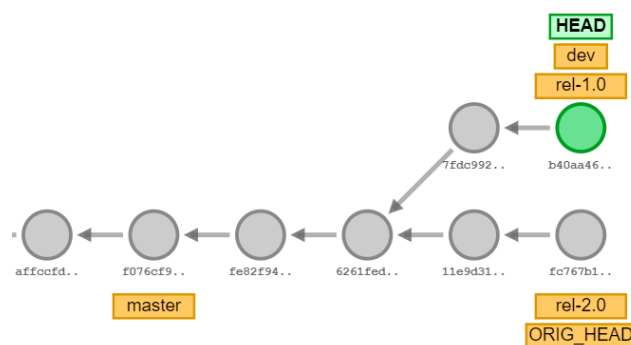 HEAD
dev
rel-1.0
7fdc992..
b40aa46..
affccfd..
f076cf9..
fe82f94..
6261fed..
11e9d31..
fc767b1..
master
rel-2.0
ORIG_HEAD